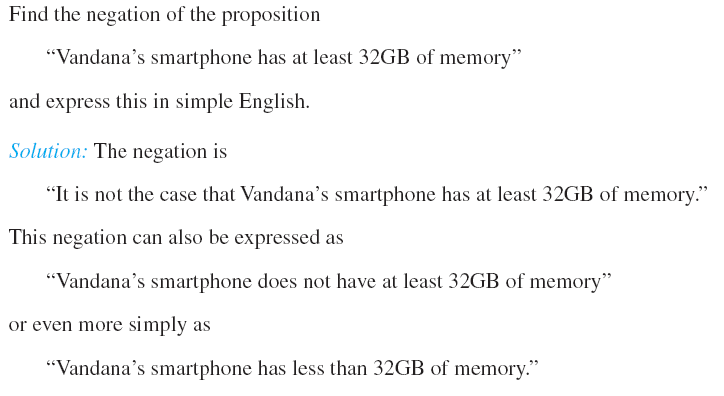 Find the negation of the proposition
“Vandana’s smartphone has at least 32GB of memory”
and express this in simple English.
Solution: The negation is
“It is not the case that Vandana’s smartphone has at least 32GB of memory.”
This negation can also be expressed as
“Vandana’s smartphone does not have at least 32GB of memory”
or even more simply as
“Vandana’s smartphone has less than 32GB of memory.”